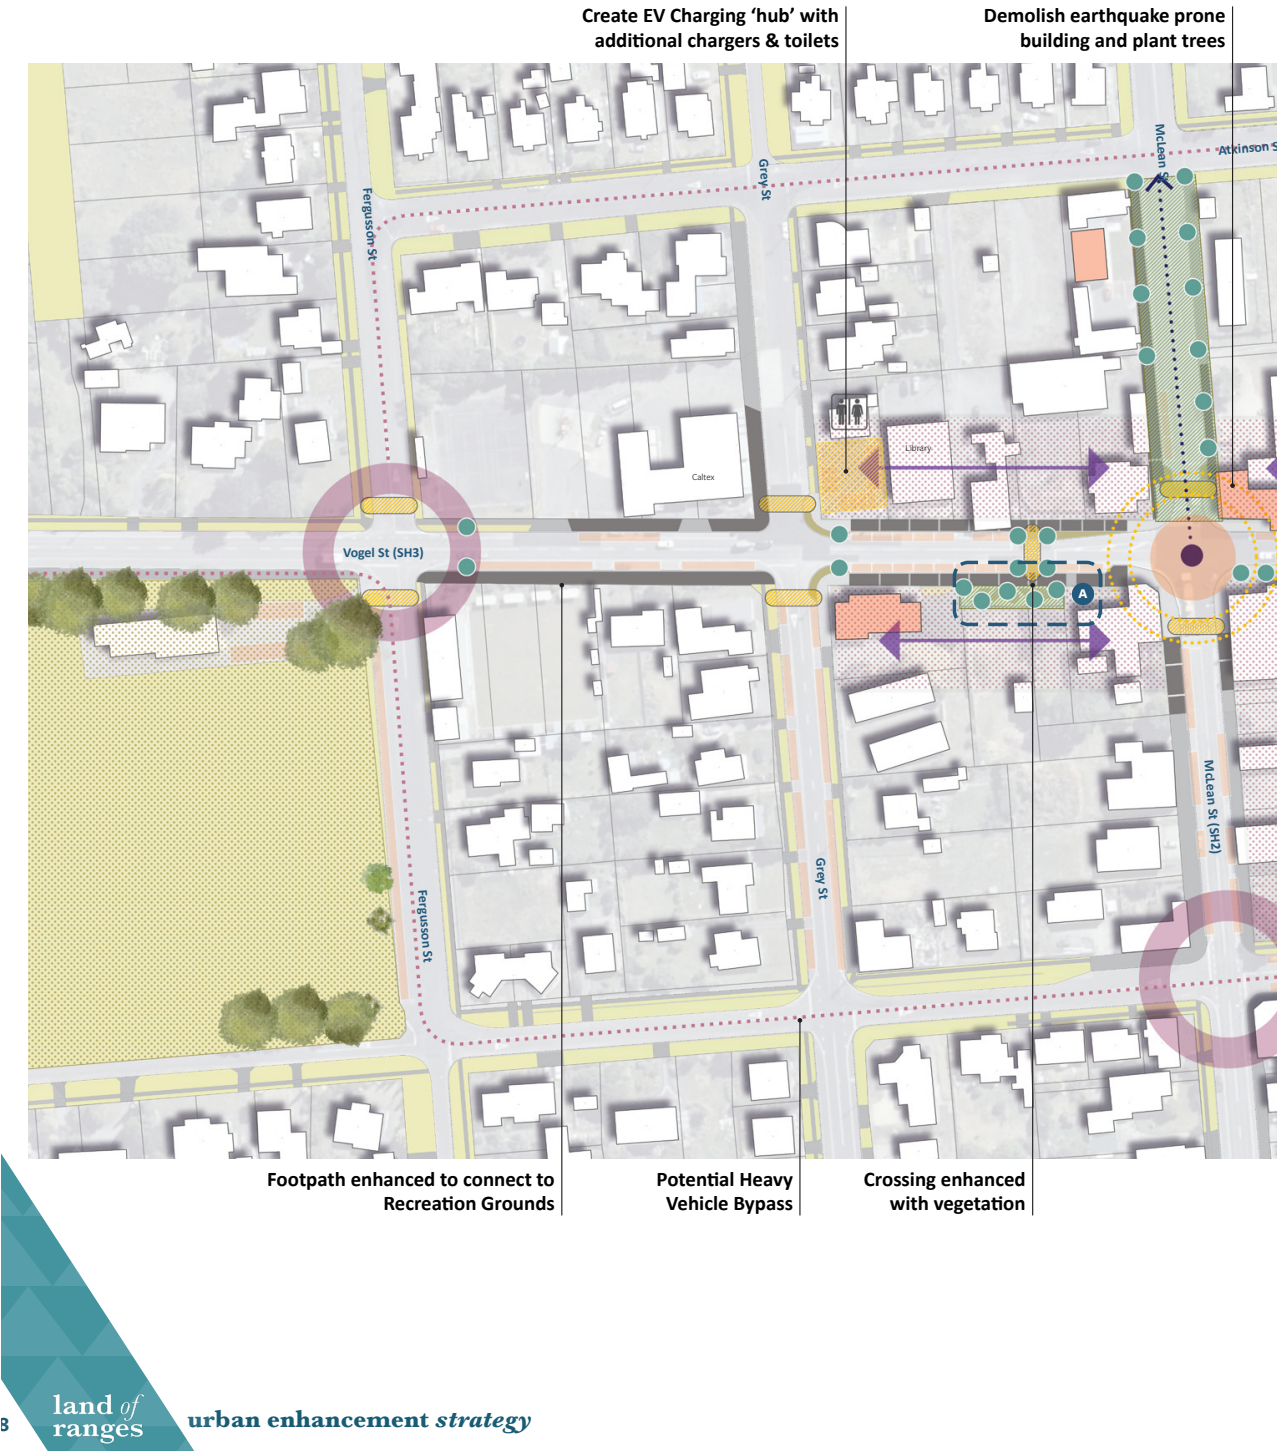 Create EV Charging ‘hub’ with
additional chargers & toilets
Demolish earthquake prone
building and plant trees
McLean S
Atkinson S
Grey St
Fergusson St
Library
Caltex
Vogel St (SH3)
A
McLean St (SH2)
Grey St
Fergusson St
Footpath enhanced to connect to
Recreation Grounds
Potential Heavy
Vehicle Bypass
Crossing enhanced
with vegetation
8
land of
ranges
urban enhancement strategy